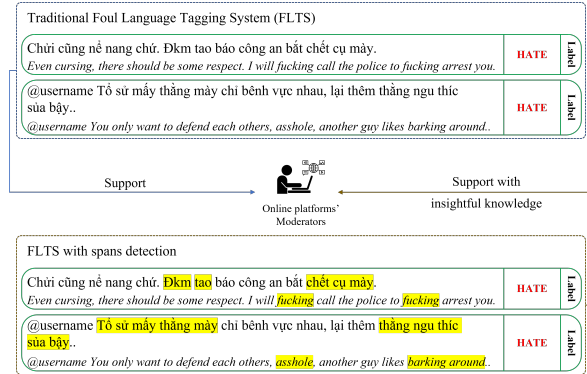 Traditional Foul Language Tagging System (FLTS)
Chửi cũng nể nang chứ. Đkm tao báo công an bắt chết cụ mày.
Even cursing, there should be some respect. I will fucking call the police to fucking arrest you.
HATE
Label
@username Tổ sử mấy thằng mày chỉ bênh vực nhau, lại thêm thằng ngu thíc
sủa bậy..
@username You only want to defend each others, asshole, another guy likes barking around..
HATE
Label
Support
Online platforms'
Moderators
Support with
insightful knowledge
FLTS with spans detection
Chửi cũng nể nang chứ. Đkm tao báo công an bắt chết cụ mày.
Even cursing, there should be some respect. I will fucking call the police to fucking arrest you.
HATE
Label
@username Tổ sử mấy thằng mày chỉ bênh vực nhau, lại thêm thằng ngu thíc
sủa bậy..
@username You only want to defend each others, asshole, another guy likes barking around..
HATE
Label